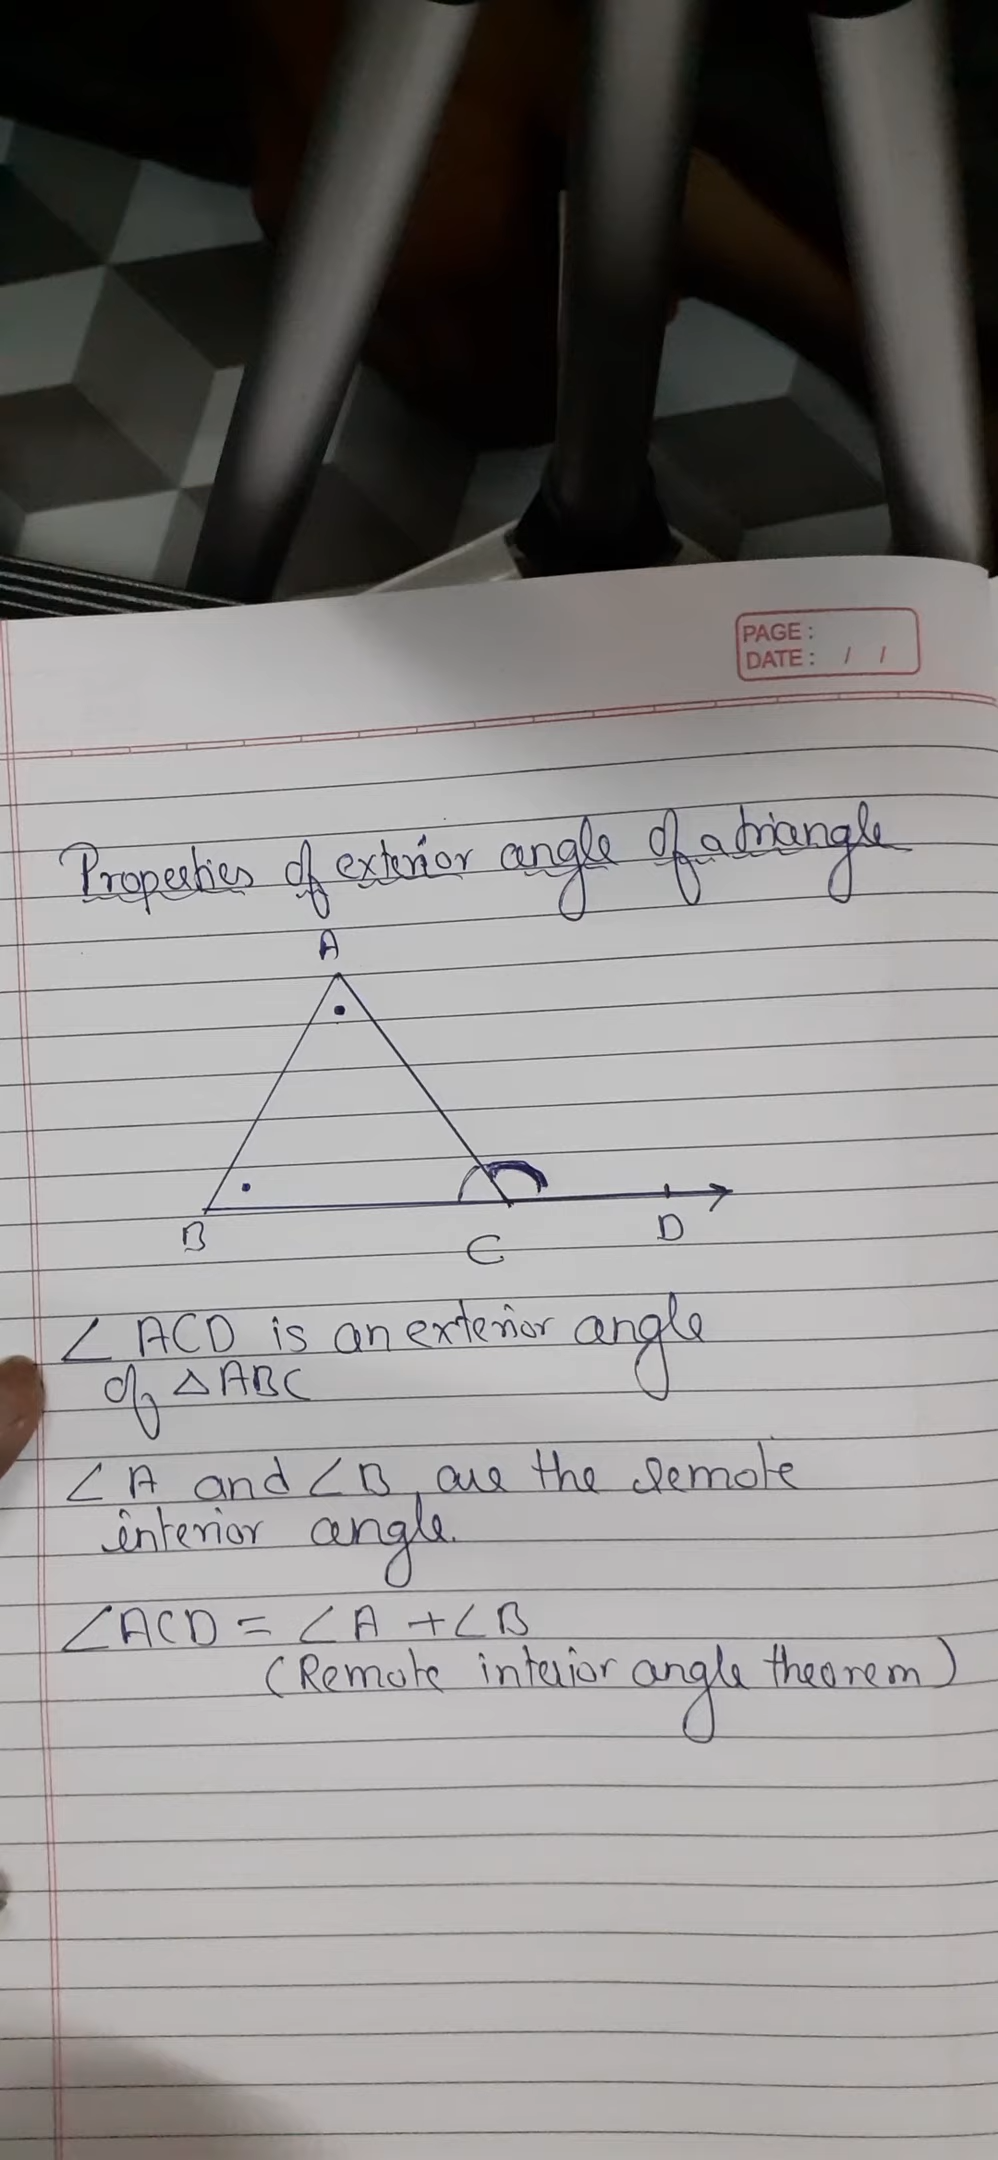 PAGE :
DATE : / /
Properties of exterior angle of a triangle
A
B
C
D
∠ ACD is an exterior angle
of △ ABC
∠ A and ∠ B are the remote
interior angle.
∠ACD = ∠ A + ∠ B
(Remote interior angle theorem)